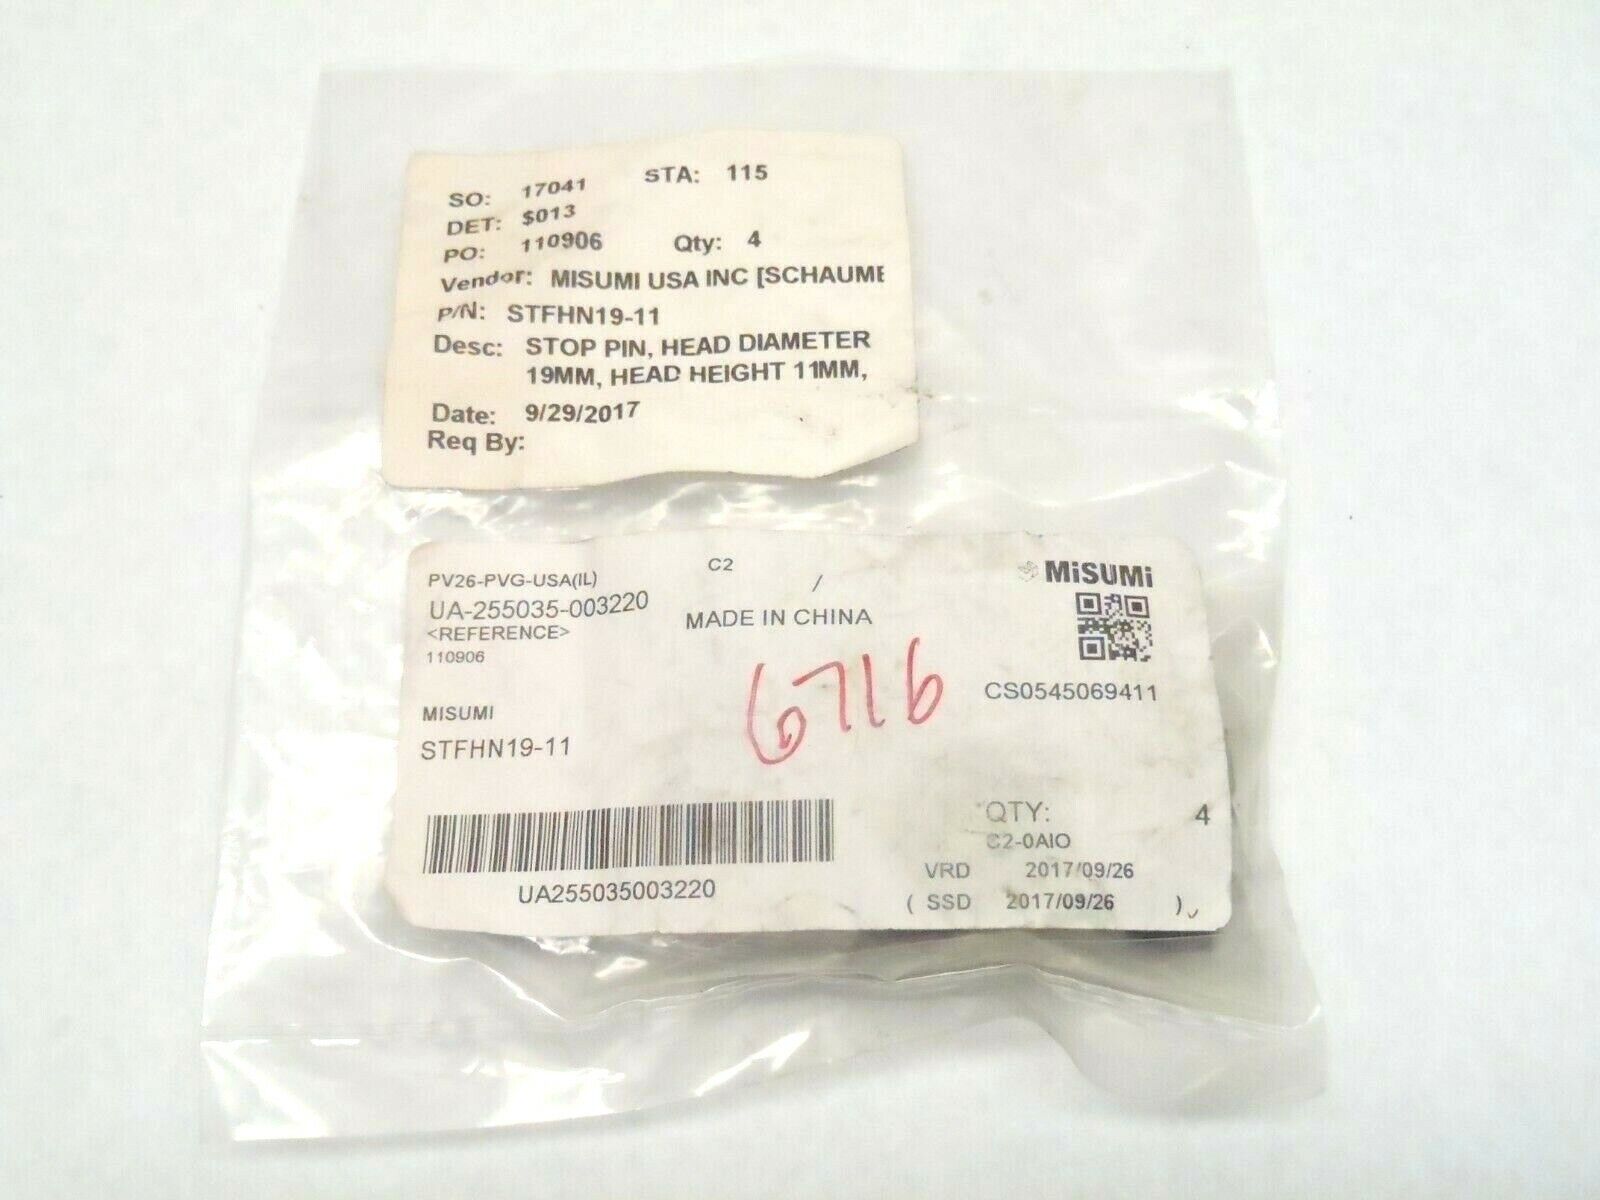 SO: 17041 STA: 115
DET: $013
PO: 110906 Qty: 4
Vendor: MISUMI USA INC [SCHAUME
P/N: STFHN19-11
Desc: STOP PIN, HEAD DIAMETER
19MM, HEAD HEIGHT 11MM,
Date: 9/29/2017
Req By:
PV26-PVG-USA(IL) C2 / MiSUMi
UA-255035-003220
<REFERENCE> MADE IN CHINA
110906
6716
CS0545069411
MISUMI
STFHN19-11
QTY: 4
C2-0AIO
VRD 2017/09/26
( SSD 2017/09/26 )
UA255035003220